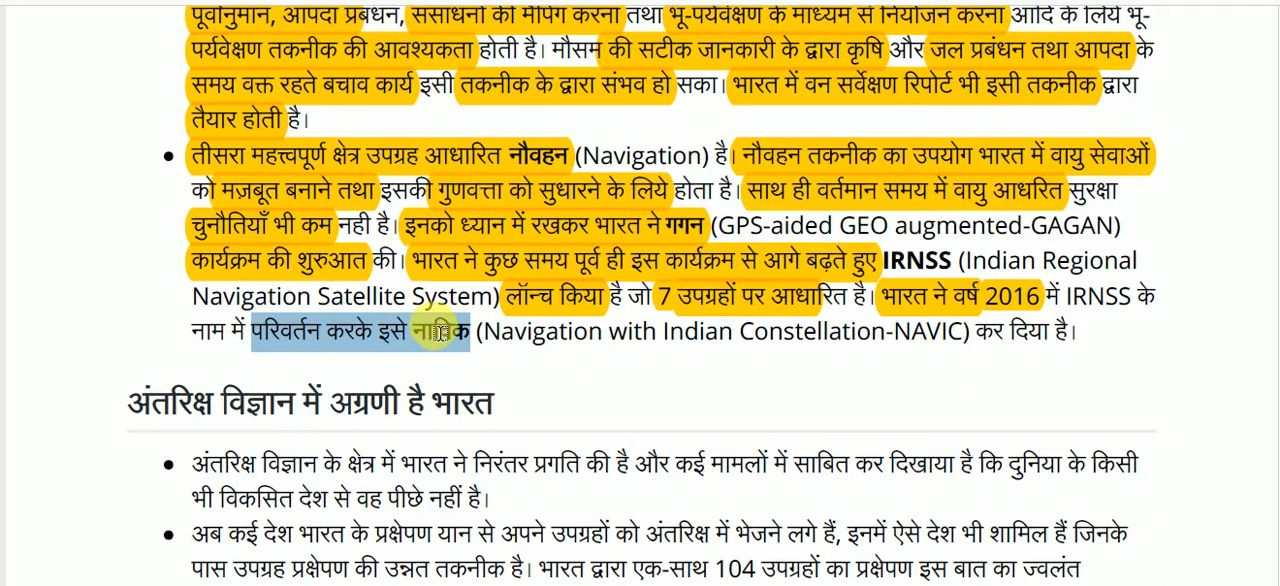 पूर्वानुमान, आपदा प्रबंधन, संसाधनों की मैपिंग करना तथा भू-पर्यवेक्षण के माध्यम से नियोजन करना आदि के लिये भू-
पर्यवेक्षण तकनीक की आवश्यकता होती है। मौसम की सटीक जानकारी के द्वारा कृषि और जल प्रबंधन तथा आपदा के
समय वक्त रहते बचाव कार्य इसी तकनीक के द्वारा संभव हो सका। भारत में वन सर्वेक्षण रिपोर्ट भी इसी तकनीक द्वारा
तैयार होती है।
• तीसरा महत्त्वपूर्ण क्षेत्र उपग्रह आधारित नौवहन (Navigation) है। नौवहन तकनीक का उपयोग भारत में वायु सेवाओं
को मज़बूत बनाने तथा इसकी गुणवत्ता को सुधारने के लिये होता है। साथ ही वर्तमान समय में वायु आधरित सुरक्षा
चुनौतियाँ भी कम नही है। इनको ध्यान में रखकर भारत ने गगन (GPS-aided GEO augmented-GAGAN)
कार्यक्रम की शुरुआत की। भारत ने कुछ समय पूर्व ही इस कार्यक्रम से आगे बढ़ते हुए IRNSS (Indian Regional
Navigation Satellite System) लॉन्च किया है जो 7 उपग्रहों पर आधारित है। भारत ने वर्ष 2016 में IRNSS के
नाम में परिवर्तन करके इसे नाविक (Navigation with Indian Constellation-NAVIC) कर दिया है।
अंतरिक्ष विज्ञान में अग्रणी है भारत
• अंतरिक्ष विज्ञान के क्षेत्र में भारत ने निरंतर प्रगति की है और कई मामलों में साबित कर दिखाया है कि दुनिया के किसी
भी विकसित देश से वह पीछे नहीं है।
• अब कई देश भारत के प्रक्षेपण यान से अपने उपग्रहों को अंतरिक्ष में भेजने लगे हैं, इनमें ऐसे देश भी शामिल हैं जिनके
पास उपग्रह प्रक्षेपण की उन्नत तकनीक है। भारत द्वारा एक-साथ 104 उपग्रहों का प्रक्षेपण इस बात का ज्वलंत